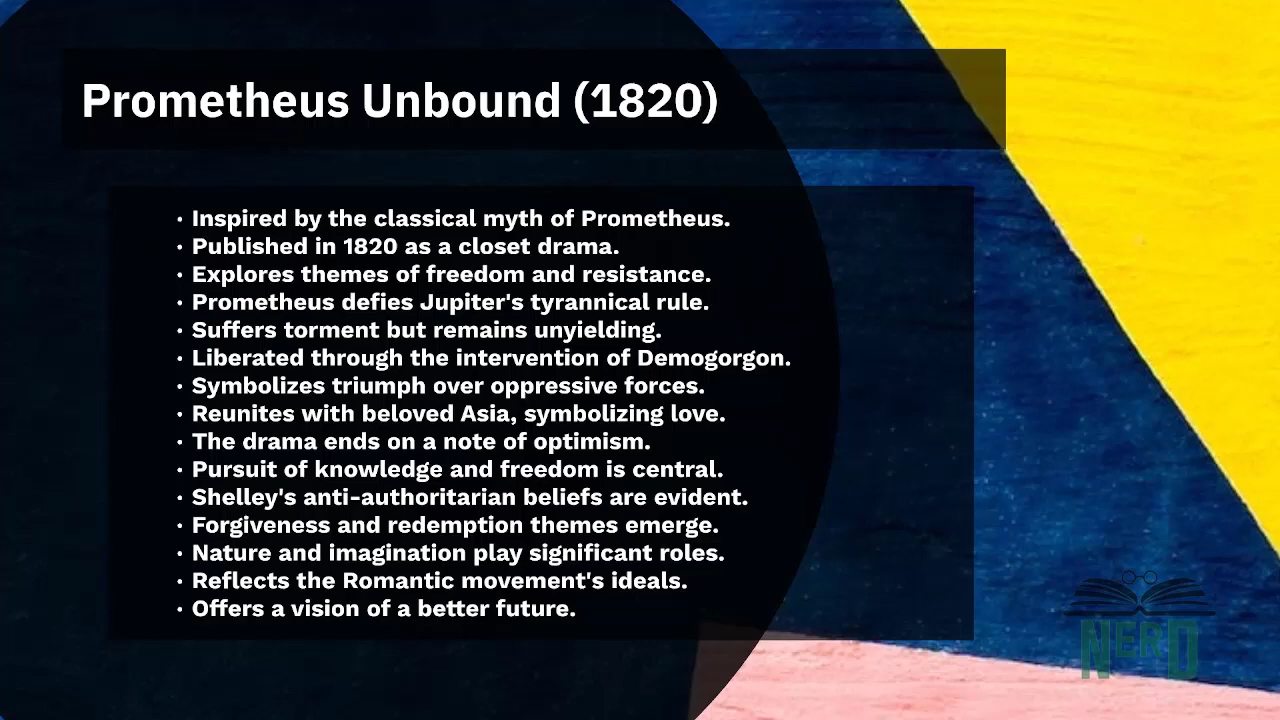 Prometheus Unbound (1820)
• Inspired by the classical myth of Prometheus.
• Published in 1820 as a closet drama.
• Explores themes of freedom and resistance.
• Prometheus defies Jupiter's tyrannical rule.
• Suffers torment but remains unyielding.
• Liberated through the intervention of Demogorgon.
• Symbolizes triumph over oppressive forces.
• Reunites with beloved Asia, symbolizing love.
• The drama ends on a note of optimism.
• Pursuit of knowledge and freedom is central.
• Shelley's anti-authoritarian beliefs are evident.
• Forgiveness and redemption themes emerge.
• Nature and imagination play significant roles.
• Reflects the Romantic movement's ideals.
• Offers a vision of a better future.
NERD